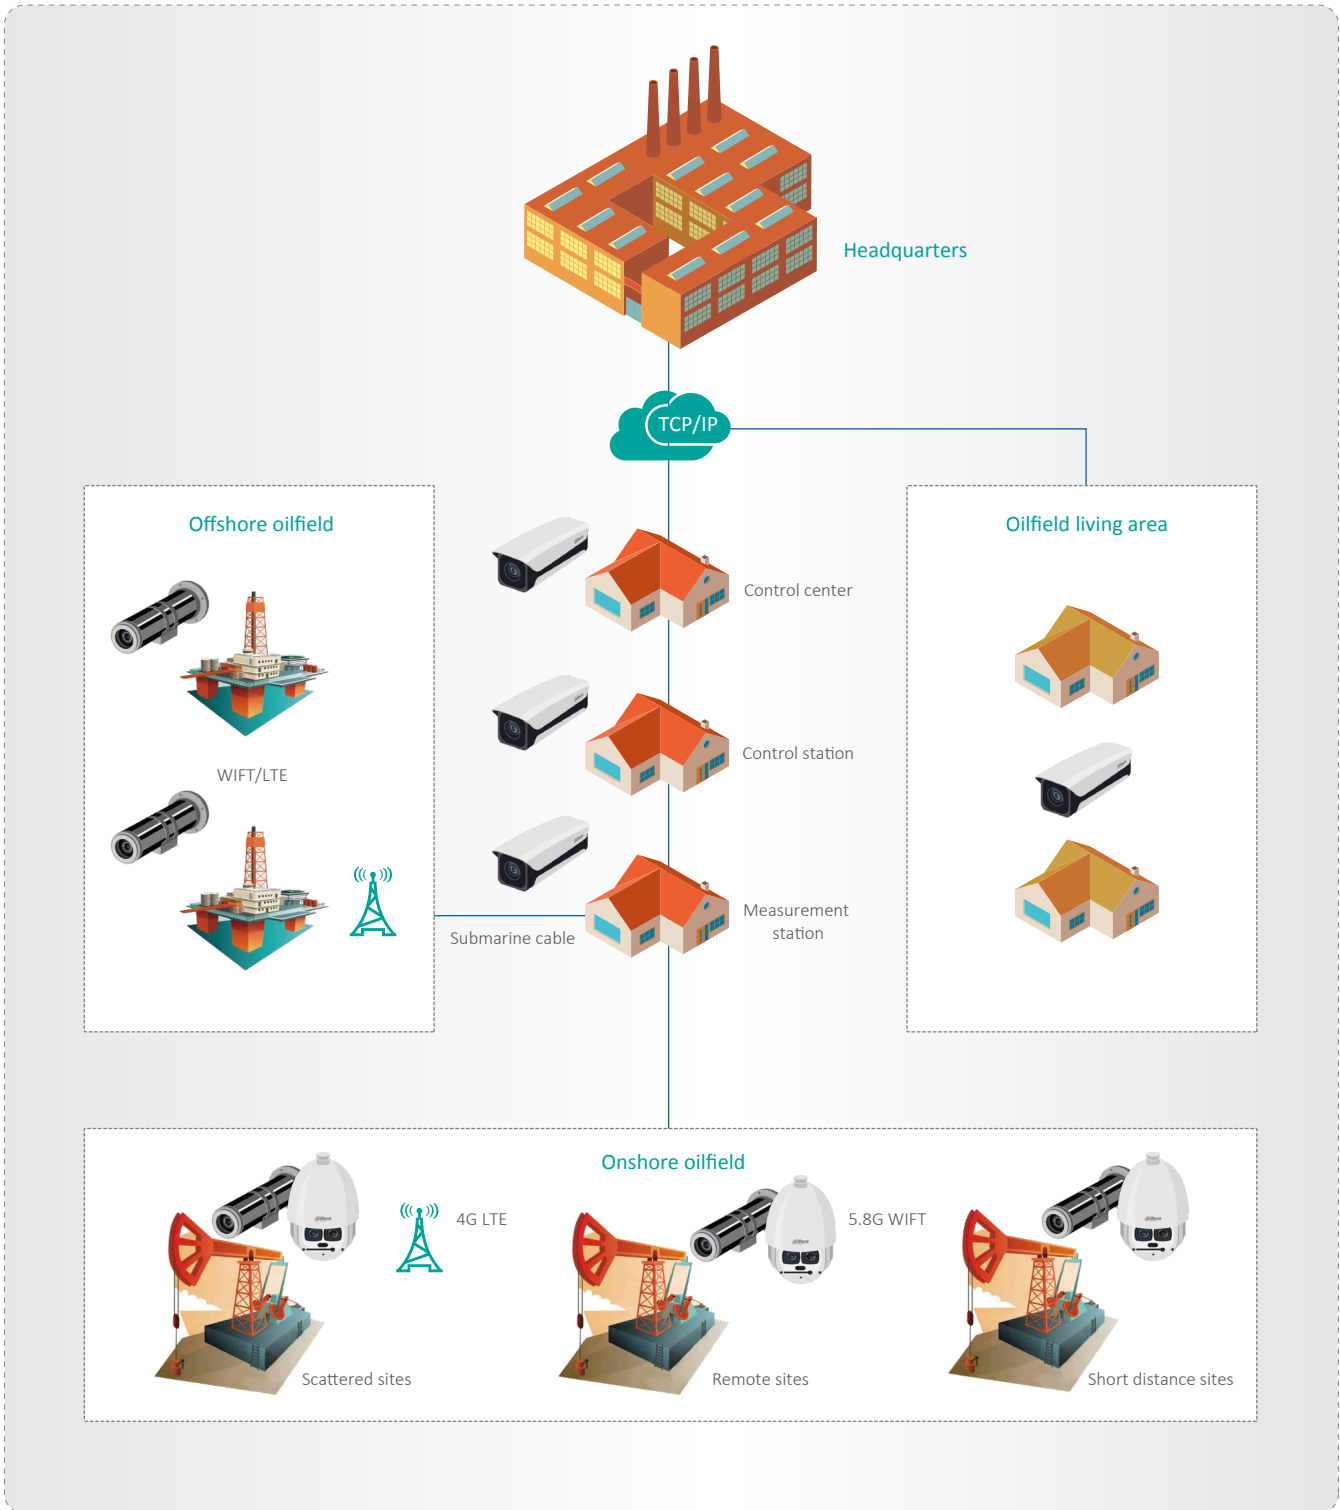 Headquarters
TCP/IP
Offshore oilfield
Oilfield living area
Control center
Control station
WIFT/LTE
Measurement
station
Submarine cable
Onshore oilfield
4G LTE
5.8G WIFT
Scattered sites
Remote sites
Short distance sites